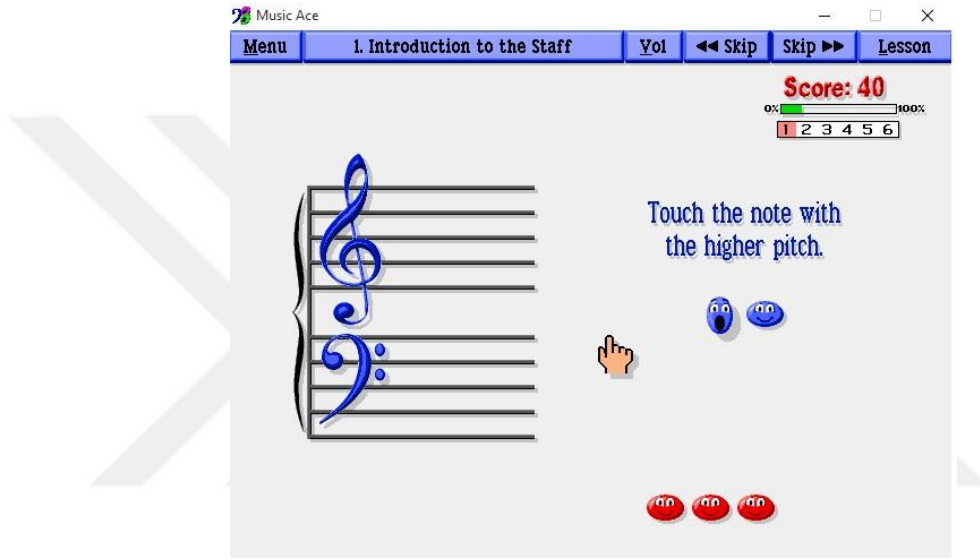 Music Ace
Menu 1. Introduction to the Staff Vol ◄◄ Skip Skip ►► Lesson
Score: 40
0% 100%
1 2 3 4 5 6
Touch the note with
the higher pitch.